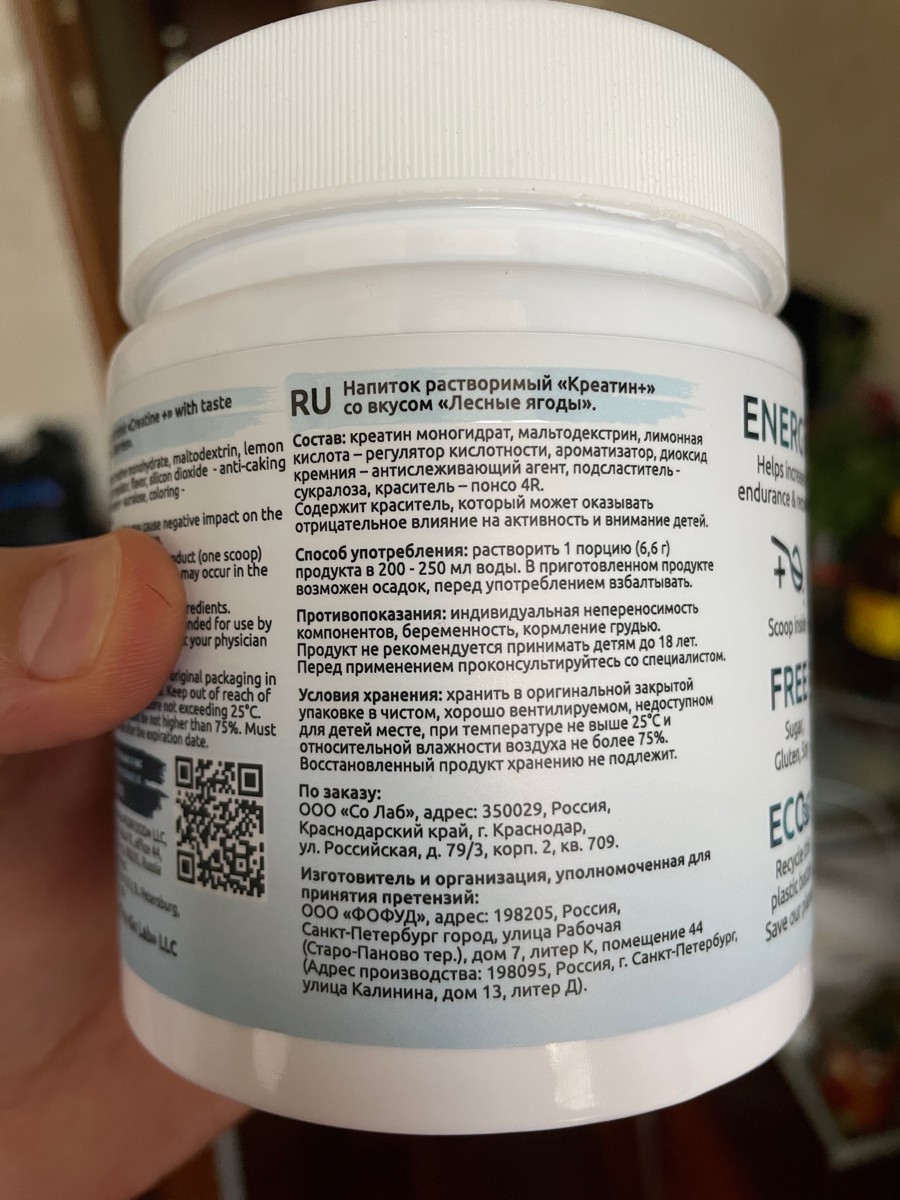 «Creatine +» with taste
monohydrate, maltodextrin, lemon
flavor, silicon dioxide - anti-caking
coloring -
cause negative impact on the
(one scoop)
may occur in the
for use by
your physician
original packaging in
Keep out of reach of
not exceeding 25°C.
not higher than 75%. Must
the expiration date.
LLC,
44,
Russia
Lab» LLC
RU Напиток растворимый «Креатин+»
со вкусом «Лесные ягоды».
Состав: креатин моногидрат, мальтодекстрин, лимонная
кислота – регулятор кислотности, ароматизатор, диоксид
кремния – антислеживающий агент, подсластитель -
сукралоза, краситель – понсо 4R.
Содержит краситель, который может оказывать
отрицательное влияние на активность и внимание детей.
Способ употребления: растворить 1 порцию (6,6 г)
продукта в 200 - 250 мл воды. В приготовленном продукте
возможен осадок, перед употреблением взбалтывать.
Противопоказания: индивидуальная непереносимость
компонентов, беременность, кормление грудью.
Продукт не рекомендуется принимать детям до 18 лет.
Перед применением проконсультируйтесь со специалистом.
Условия хранения: хранить в оригинальной закрытой
упаковке в чистом, хорошо вентилируемом, недоступном
для детей месте, при температуре не выше 25°C и
относительной влажности воздуха не более 75%.
Восстановленный продукт хранению не подлежит.
По заказу:
ООО «Со Лаб», адрес: 350029, Россия,
Краснодарский край, г. Краснодар,
ул. Российская, д. 79/3, корп. 2, кв. 709.
Изготовитель и организация, уполномоченная для
принятия претензий:
ООО «ФОФУД», адрес: 198205, Россия,
Санкт-Петербург город, улица Рабочая
(Старо-Паново тер.), дом 7, литер К, помещение 44
(Адрес производства: 198095, Россия, г. Санкт-Петербург,
улица Калинина, дом 13, литер Д).
Helps
endurance &
Scoop
FREE
Sugar,
Gluten,
Recycle
plastic
Save our